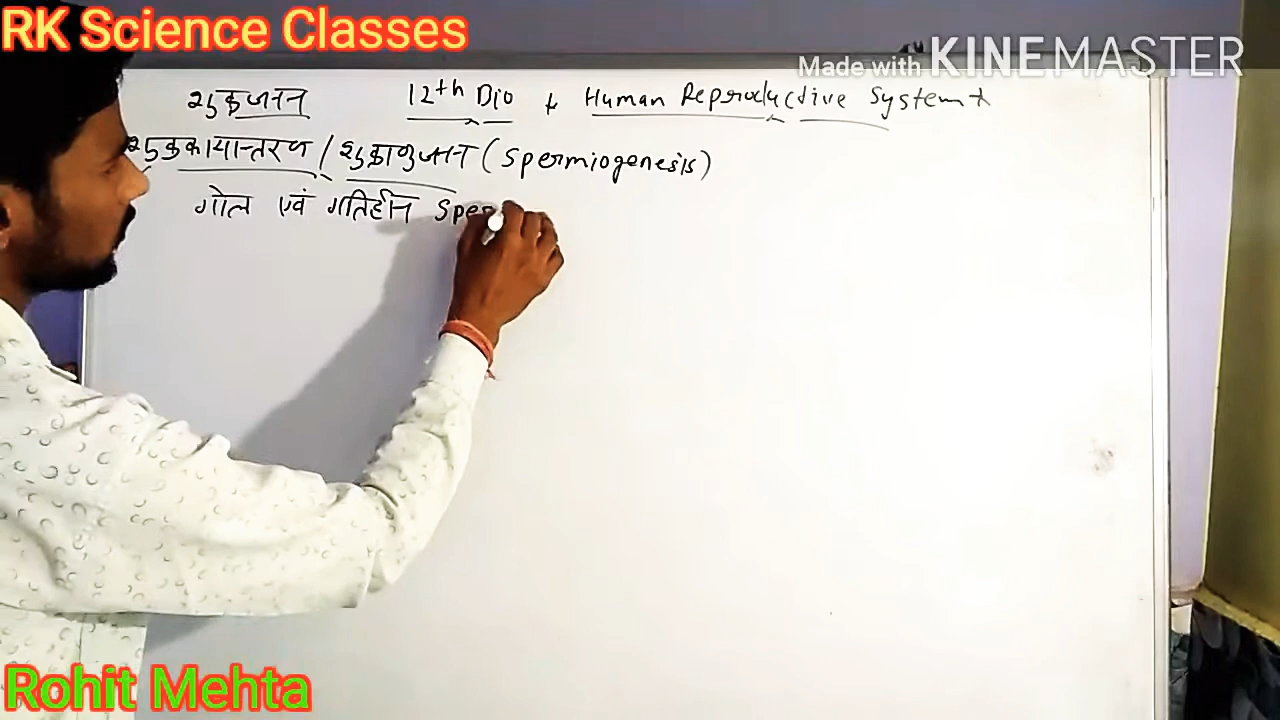 RK Science Classes
Made with KINEMASTER
शुक्रजनन 12th Bio + Human Reproductive System +
शुक्रकायान्तरण / शुक्राणुजनन (Spermiogenesis)
गोल एवं गतिहीन Spe
Rohit Mehta